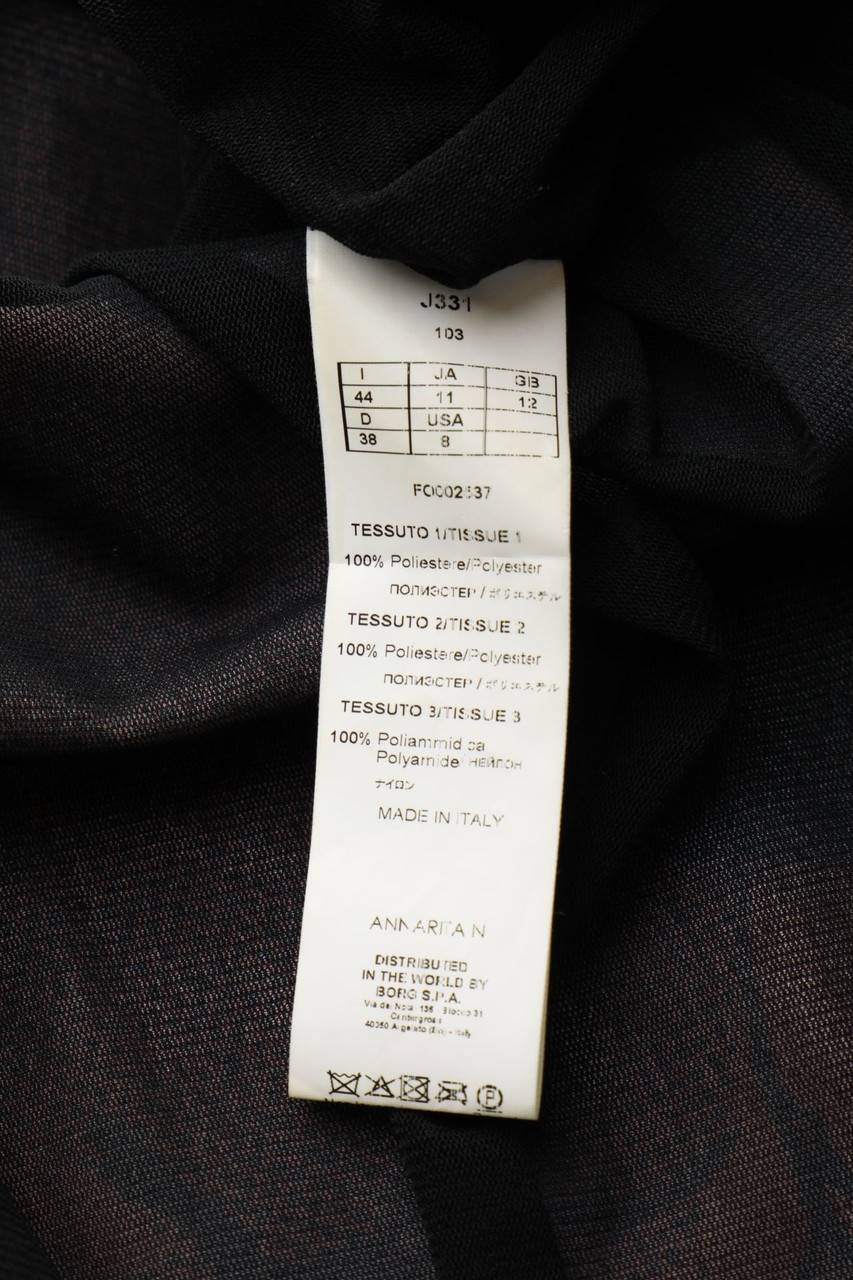 J331
103
I JA GB
44 11 12
D USA
38 8
TESSUTO 1/TISSUE 1
100% Poliestere/Polyester
ПОЛИЭСТЕР / ポリエステル
TESSUTO 2/TISSUE 2
100% Poliestere/Polyester
ПОЛИЭСТЕР / ポリエステル
TESSUTO 3/TISSUE 3
100% Poliammidica
Polyamide НЕЙЛОН
ナイロン
MADE IN ITALY
ANNARITA N
DISTRIBUTED
IN THE WORLD BY
BORG S.P.A.
Centergross
Italy
P